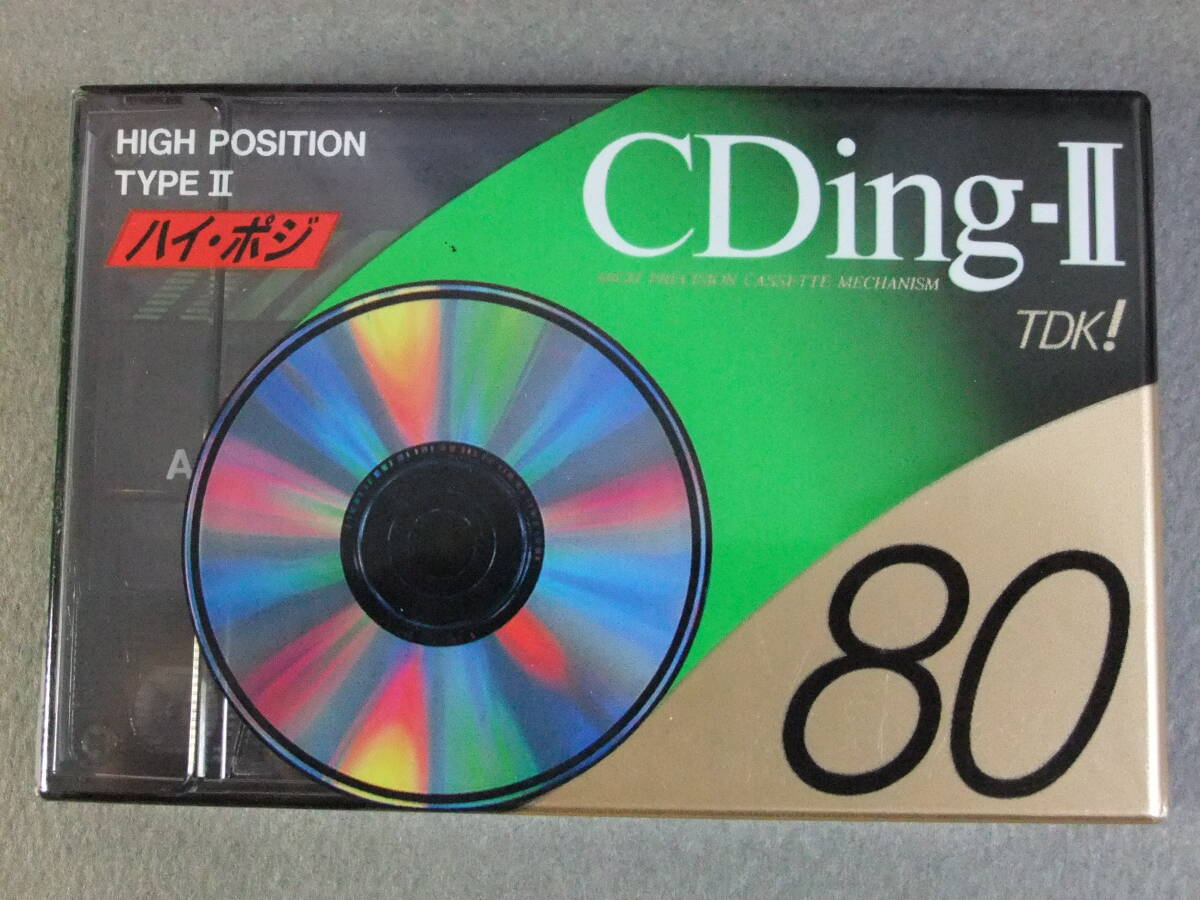 HIGH POSITION
TYPE II
ハイ・ポジ
CDing-II
HIGH PRECISION CASSETTE MECHANISM
TDK!
A
80